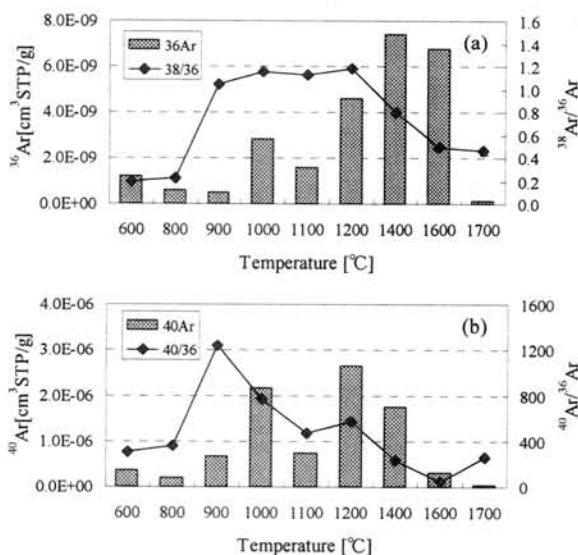 (a)
36Ar
38/36
8.0E-09
6.0E-09
4.0E-09
2.0E-09
0.0E+00
³⁶Ar[cm³STP/g]
1.6
1.4
1.2
1.0
0.8
0.6
0.4
0.2
0.0
³⁸Ar/³⁶Ar
600 800 900 1000 1100 1200 1400 1600 1700
Temperature [℃]
(b)
40Ar
40/36
4.0E-06
3.0E-06
2.0E-06
1.0E-06
0.0E+00
⁴⁰Ar[cm³STP/g]
1600
1200
800
400
0
⁴⁰Ar/³⁶Ar
600 800 900 1000 1100 1200 1400 1600 1700
Temperature [℃]